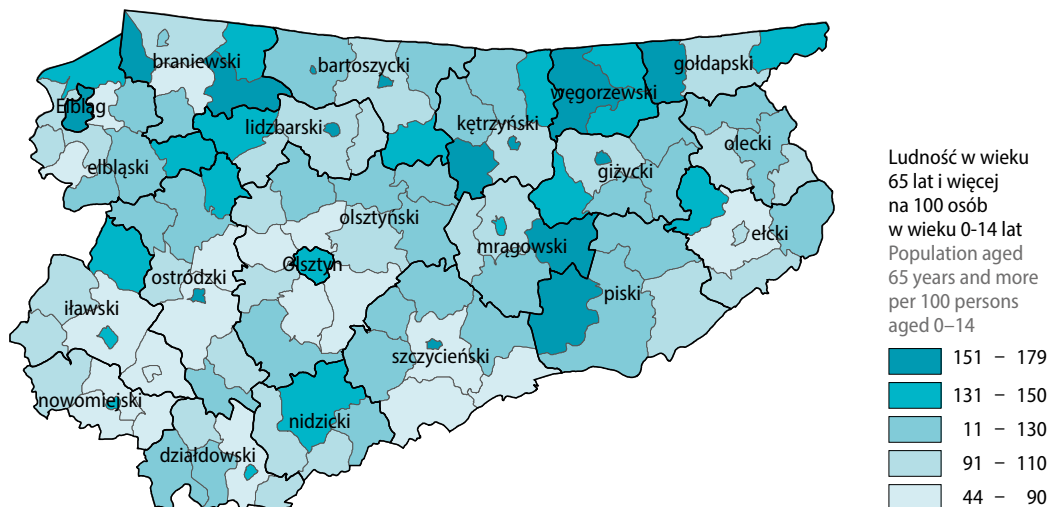 braniewski
bartoszycki
gołdapski
węgorzewski
Elbląg
lidzbarski
kętrzyński
olecki
elbląski
giżycki
olsztyński
mrągowski
ełcki
Olsztyn
ostródzki
piski
iławski
szczycieński
nowomiejski
nidzicki
działdowski
Ludność w wieku
65 lat i więcej
na 100 osób
w wieku 0-14 lat
Population aged
65 years and more
per 100 persons
aged 0–14
151 – 179
131 – 150
11 – 130
91 – 110
44 – 90